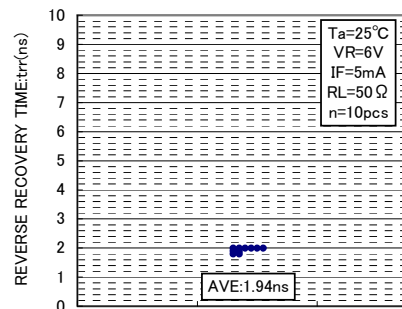 REVERSE RECOVERY TIME:trr(ns)
10
9
8
7
6
5
4
3
2
1
0
Ta=25°C
VR=6V
IF=5mA
RL=50Ω
n=10pcs
AVE:1.94ns